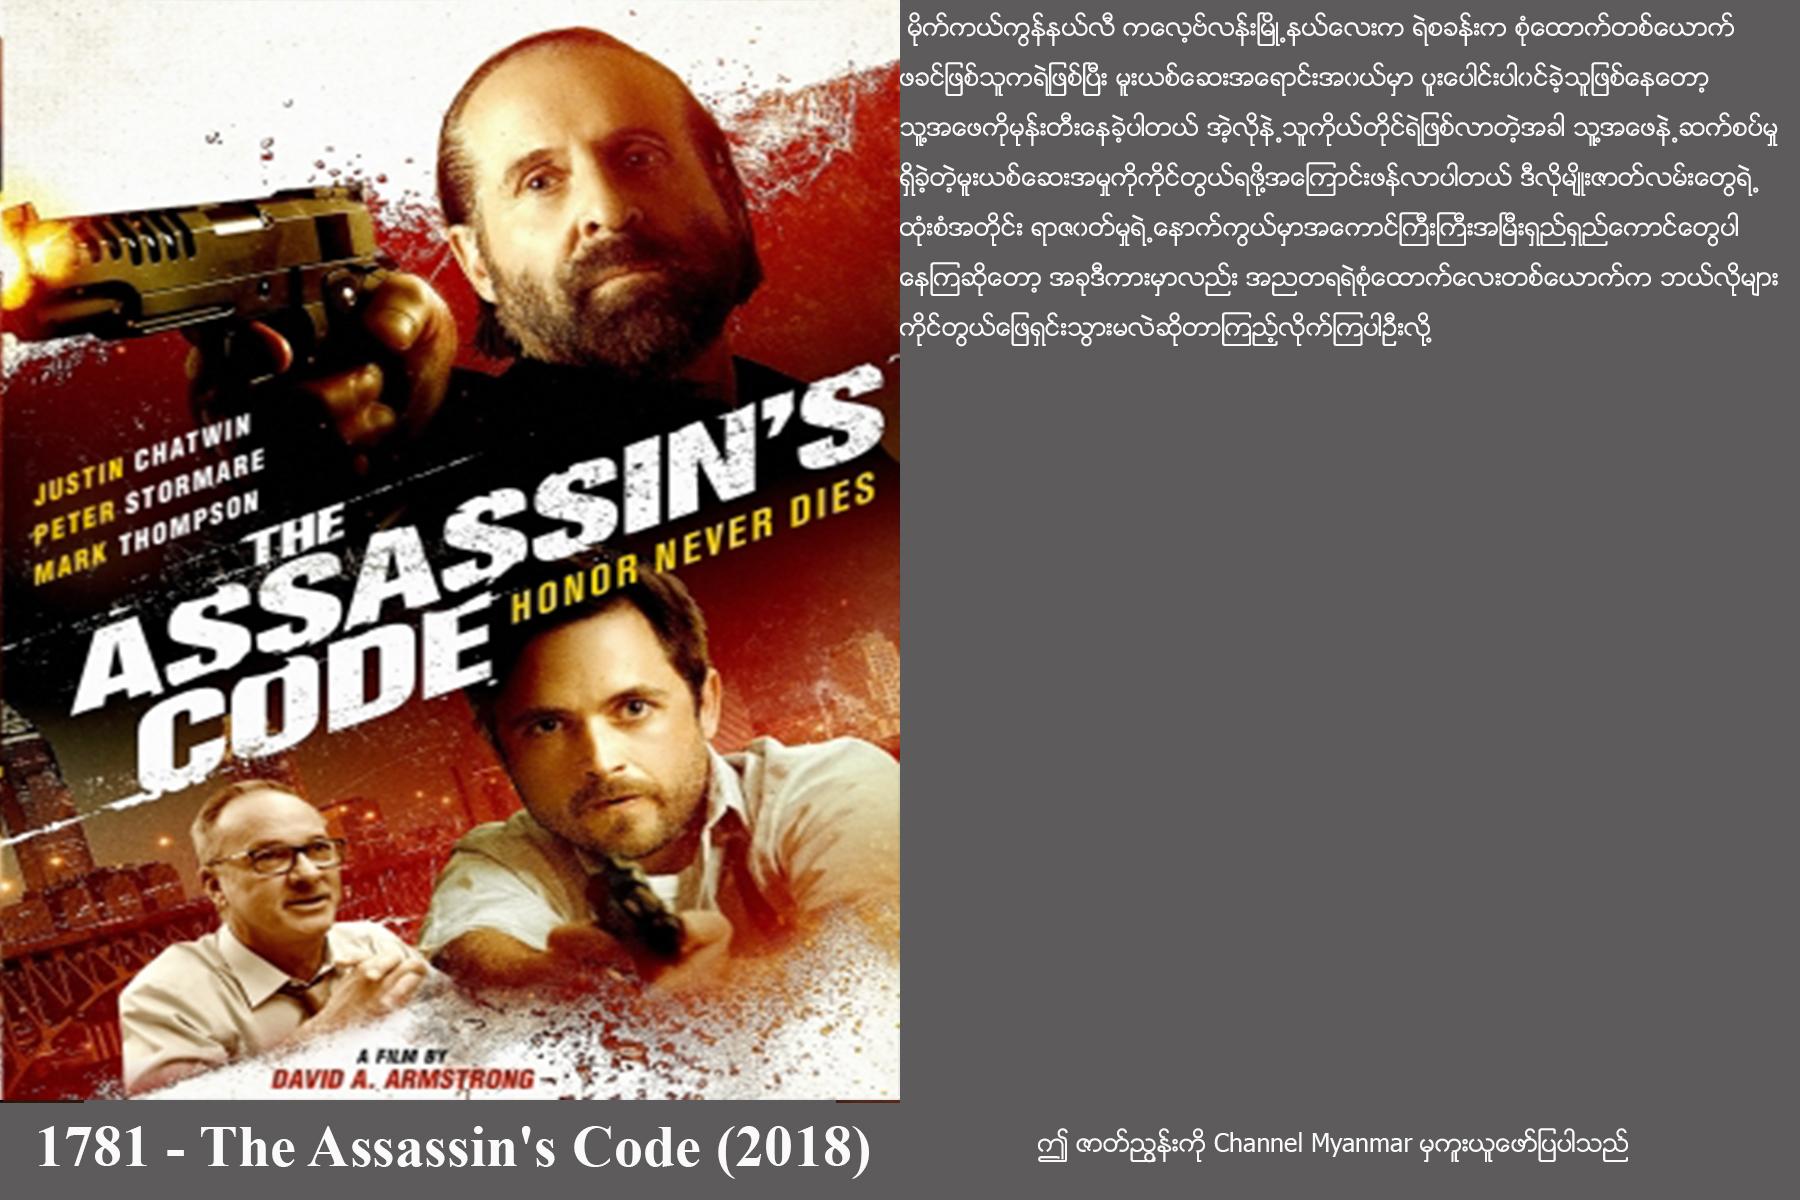 JUSTIN CHATWIN
PETER STORMARE
MARK THOMPSON
THE
ASSASSIN'S
CODE
HONOR NEVER DIES
A FILM BY
DAVID A. ARMSTRONG
1781 - The Assassin's Code (2018)
မိုက်ကယ်ကွန်နယ်လီ ကလေ့ဗ်လန်းမြို့နယ်လေးက ရဲစခန်းက စုံထောက်တစ်ယောက်
ဖခင်ဖြစ်သူကရဲဖြစ်ပြီး မူးယစ်ဆေးအရောင်းအဝယ်မှာ ပူးပေါင်းပါဝင်ခဲ့သူဖြစ်နေတော့
သူ့အဖေကိုမုန်းတီးနေခဲ့ပါတယ် အဲ့လိုနဲ့သူကိုယ်တိုင်ရဲဖြစ်လာတဲ့အခါ သူ့အဖေနဲ့ဆက်စပ်မှု
ရှိခဲ့တဲ့မူးယစ်ဆေးအမှုကိုကိုင်တွယ်ရဖို့အကြောင်းဖန်လာပါတယ် ဒီလိုမျိုးဇာတ်လမ်းတွေရဲ့
ထုံးစံအတိုင်း ရာဇဝတ်မှုရဲ့နောက်ကွယ်မှာအကောင်ကြီးကြီးအမြီးရှည်ရှည်ကောင်တွေပါ
နေကြဆိုတော့ အခုဒီကားမှာလည်း အညတရရဲစုံထောက်လေးတစ်ယောက်က ဘယ်လိုများ
ကိုင်တွယ်ဖြေရှင်းသွားမလဲဆိုတာကြည့်လိုက်ကြပါဦးလို့
ဤ ဇာတ်ညွန်းကို Channel Myanmar မှကူးယူဖော်ပြပါသည်